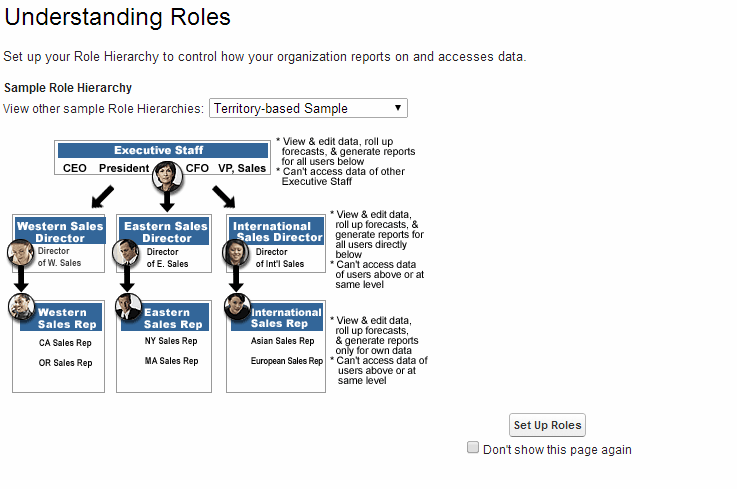 Understanding Roles
Set up your Role Hierarchy to control how your organization reports on and accesses data.
Sample Role Hierarchy
View other sample Role Hierarchies: Territory-based Sample
Executive Staff
CEO President CFO VP, Sales
* View & edit data, roll up
forecasts, & generate reports
for all users below
* Can't access data of other
Executive Staff
Western Sales
Director
Director
of W. Sales
Eastern Sales
Director
Director
of E. Sales
International
Sales Director
Director
of Int'l Sales
* View & edit data,
roll up forecasts, &
generate reports for
all users directly
below
* Can't access data
of users above or at
same level
Western
Sales Rep
CA Sales Rep
OR Sales Rep
Eastern
Sales Rep
NY Sales Rep
MA Sales Rep
International
Sales Rep
Asian Sales Rep
European Sales Rep
* View & edit data,
roll up forecasts,
& generate reports
only for own data
* Can't access data of
users above or at
same level
Set Up Roles
Don't show this page again